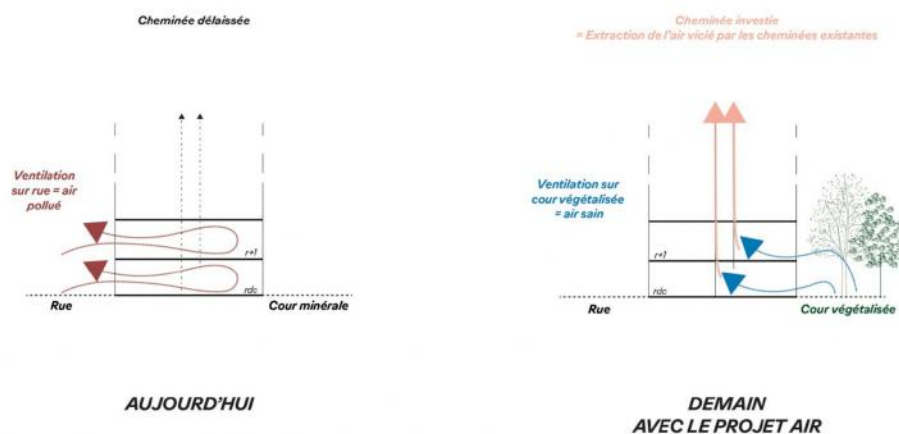 Cheminée délaissée
Ventilation
sur rue = air
pollué
r+1
rdc
Rue
Cour minérale
AUJOURD'HUI
Cheminée investie
= Extraction de l'air vicié par les cheminées existantes
Ventilation sur
cour végétalisée
= air sain
r+1
rdc
Rue
Cour végétalisée
DEMAIN
AVEC LE PROJET AIR